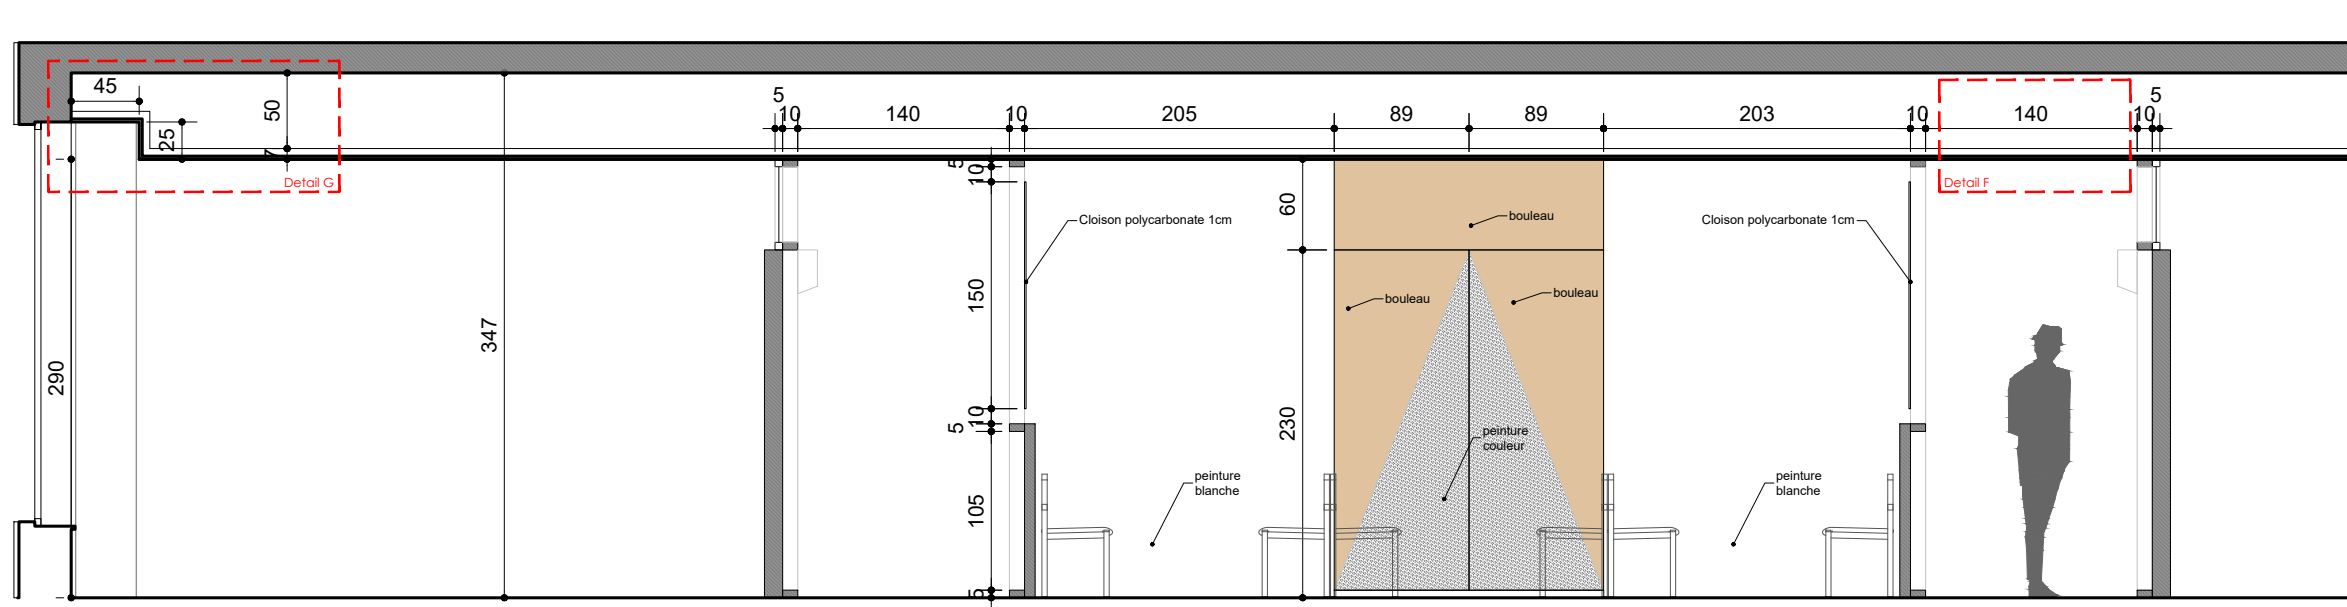 45
50
25
7
Detail G
290
347
5
10
140
10
205
89
89
203
10
140
10
5
Detail F
5
10
150
10
5
105
5
60
230
Cloison polycarbonate 1cm
bouleau
bouleau
bouleau
Cloison polycarbonate 1cm
peinture
couleur
peinture
blanche
peinture
blanche